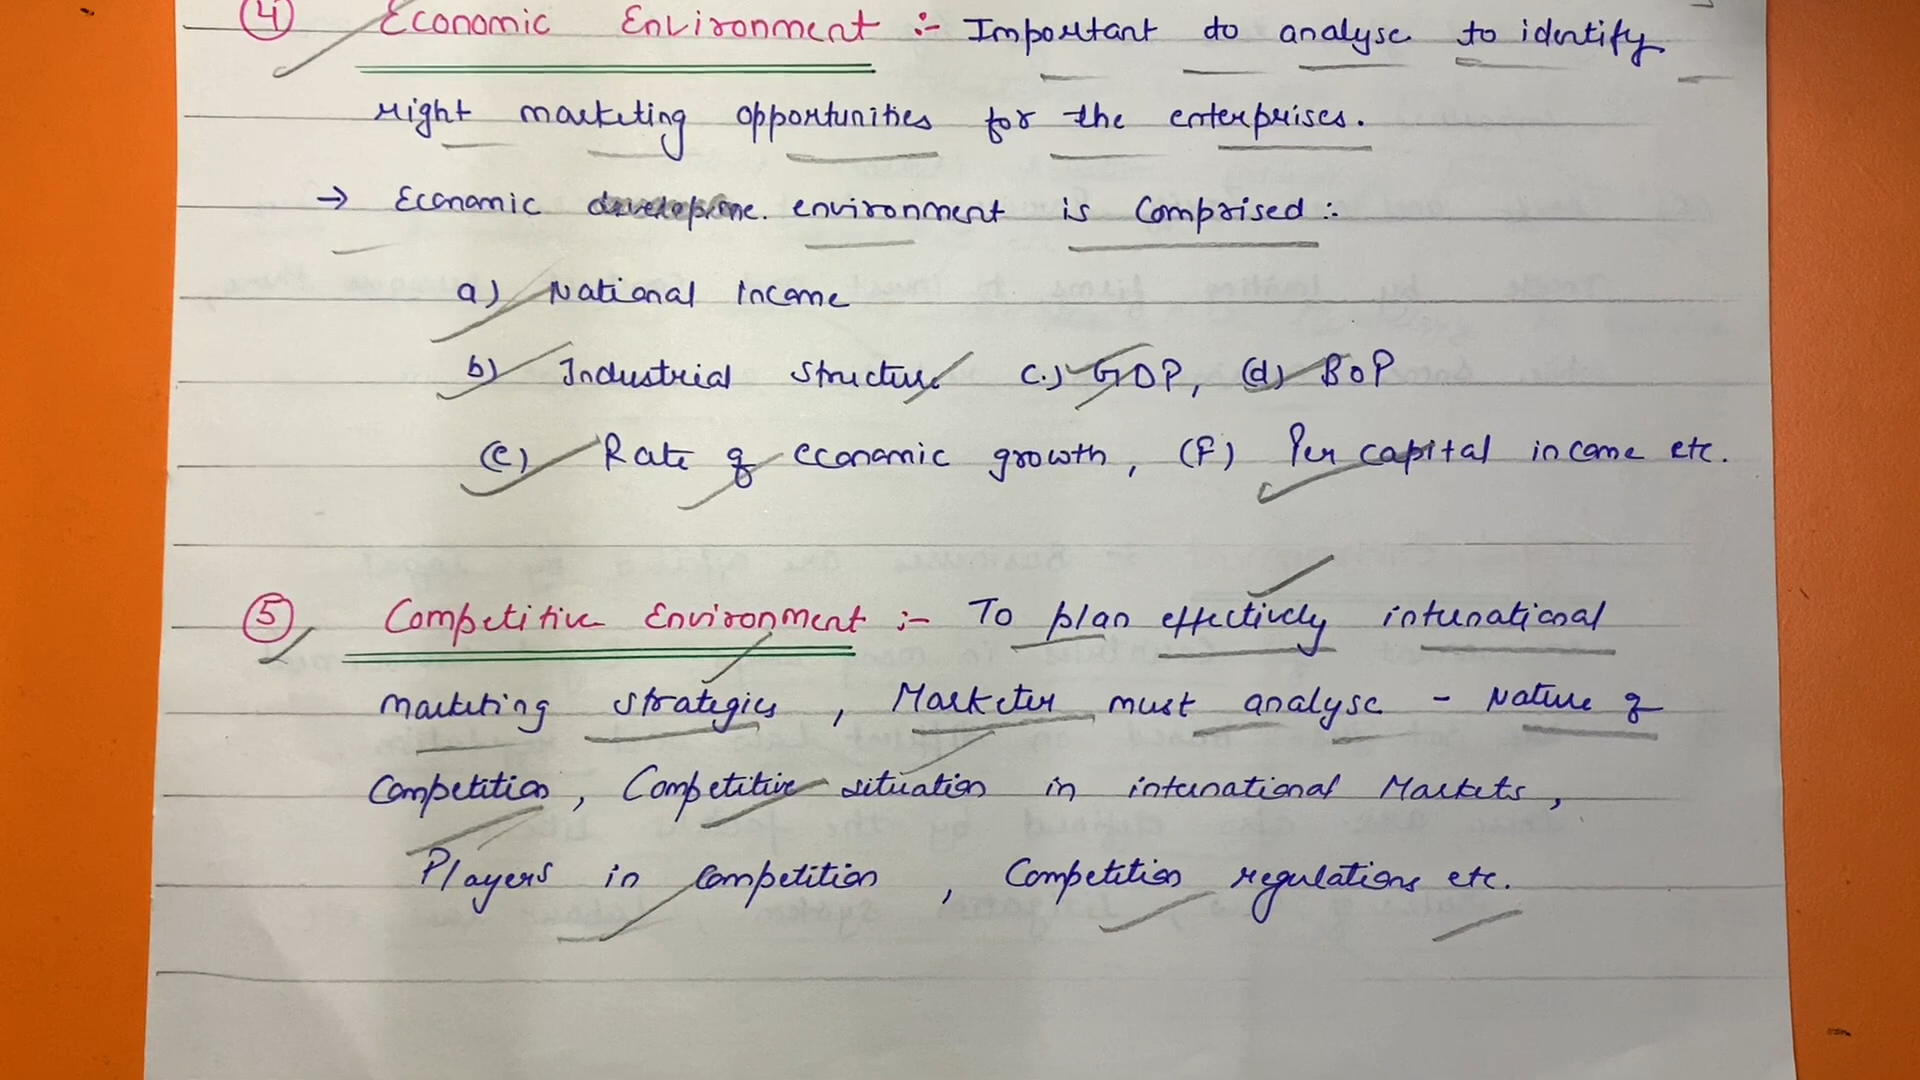 ④ Economic Environment :- Important to analyse to identify
right marketing opportunities for the enterprises.
→ Economic environment is comprised :-
a) National Income
b) Industrial Structure c.) GDP, (d) BOP
(e) Rate of economic growth, (F) Per capital income etc.
⑤ Competitive Environment :- To plan effectively international
marketing strategies, Marketer must analyse - Nature of
Competition, Competitive situation in international Markets,
Players in Competition, Competition regulations etc.